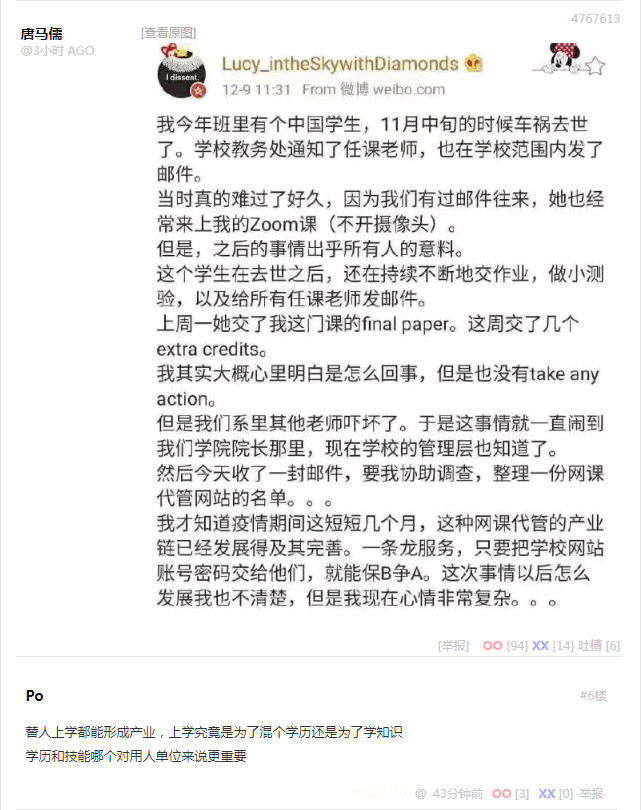 4767613
唐马儒
[查看原图]
@3小时 AGO
I dissent.
Lucy_intheSkywithDiamonds
12-9 11:31 From 微博 weibo.com
我今年班里有个中国学生，11月中旬的时候车祸去世
了。学校教务处通知了任课老师，也在学校范围内发了
邮件。
当时真的难过了好久，因为我们有过邮件往来，她也经
常来上我的Zoom课（不开摄像头）。
但是，之后的事情出乎所有人的意料。
这个学生在去世之后，还在持续不断地交作业，做小测
验，以及给所有任课老师发邮件。
上周一她交了我这门课的final paper。这周交了几个
extra credits。
我其实大概心里明白是怎么回事，但是也没有take any
action。
但是我们系里其他老师吓坏了。于是这事情就一直闹到
我们学院院长那里，现在学校的管理层也知道了。
然后今天收了一封邮件，要我协助调查，整理一份网课
代管网站的名单。。。
我才知道疫情期间这短短几个月，这种网课代管的产业
链已经发展得及其完善。一条龙服务，只要把学校网站
账号密码交给他们，就能保B争A。这次事情以后怎么
发展我也不清楚，但是我现在心情非常复杂。。。
[举报] OO [94] XX [14] 吐槽 [6]
Po
#6楼
替人上学都能形成产业，上学究竟是为了混个学历还是为了学知识
学历和技能哪个对用人单位来说更重要
@ 43分钟前 OO [3] XX [0] 举报